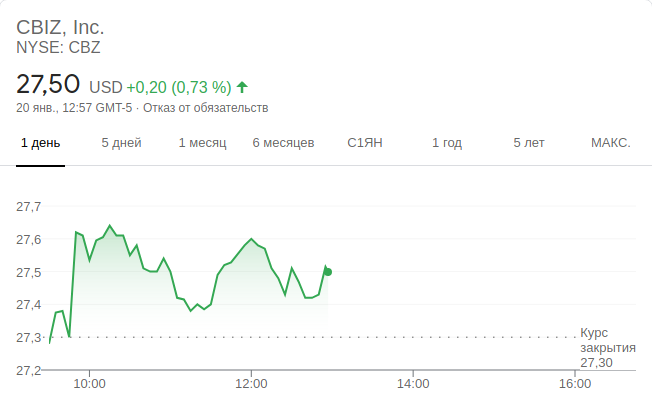 CBIZ, Inc.
NYSE: CBZ
27,50 USD +0,20 (0,73 %)
20 янв., 12:57 GMT-5 · Отказ от обязательств
1 день 5 дней 1 месяц 6 месяцев С1ЯН 1 год 5 лет МАКС.
27,7
27,6
27,5
27,4
27,3
27,2
Курс
закрытия
27,30
10:00 12:00 14:00 16:00